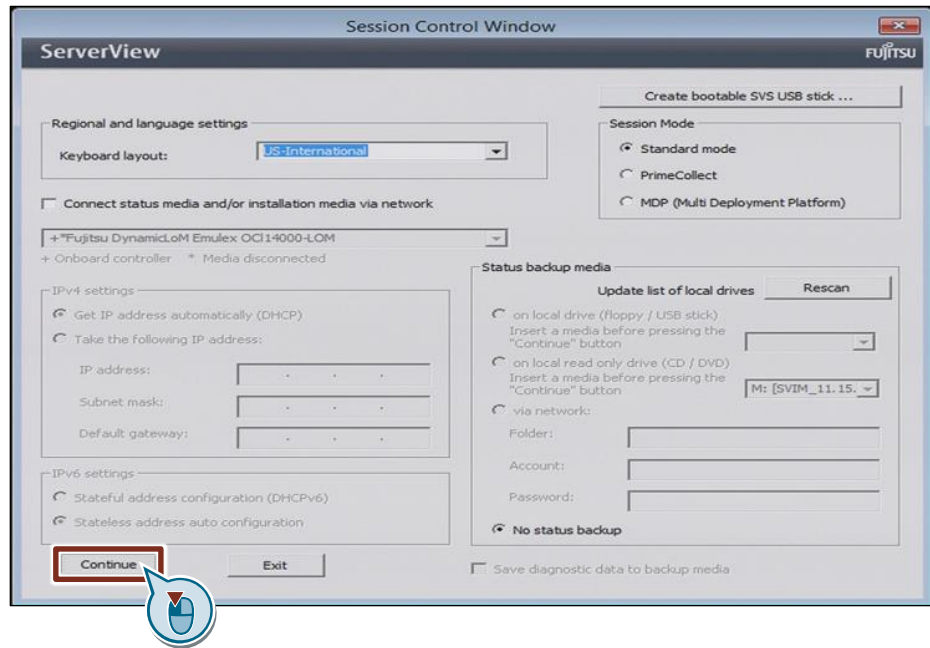 Session Control Window
ServerView
FUJITSU
Create bootable SVS USB stick ...
Regional and language settings
Keyboard layout:
US-International
Session Mode
Standard mode
PrimeCollect
MDP (Multi Deployment Platform)
Connect status media and/or installation media via network
+*Fujitsu DynamicLoM Emulex OCl14000-LOM
+ Onboard controller * Media disconnected
IPv4 settings
Get IP address automatically (DHCP)
Take the following IP address:
IP address:
Subnet mask:
Default gateway:
IPv6 settings
Stateful address configuration (DHCPv6)
Stateless address auto configuration
Status backup media
Update list of local drives
Rescan
on local drive (floppy / USB stick)
Insert a media before pressing the
"Continue" button
on local read only drive (CD / DVD)
Insert a media before pressing the
"Continue" button
M: [SVIM_11.15.
via network:
Folder:
Account:
Password:
No status backup
Continue
Exit
Save diagnostic data to backup media